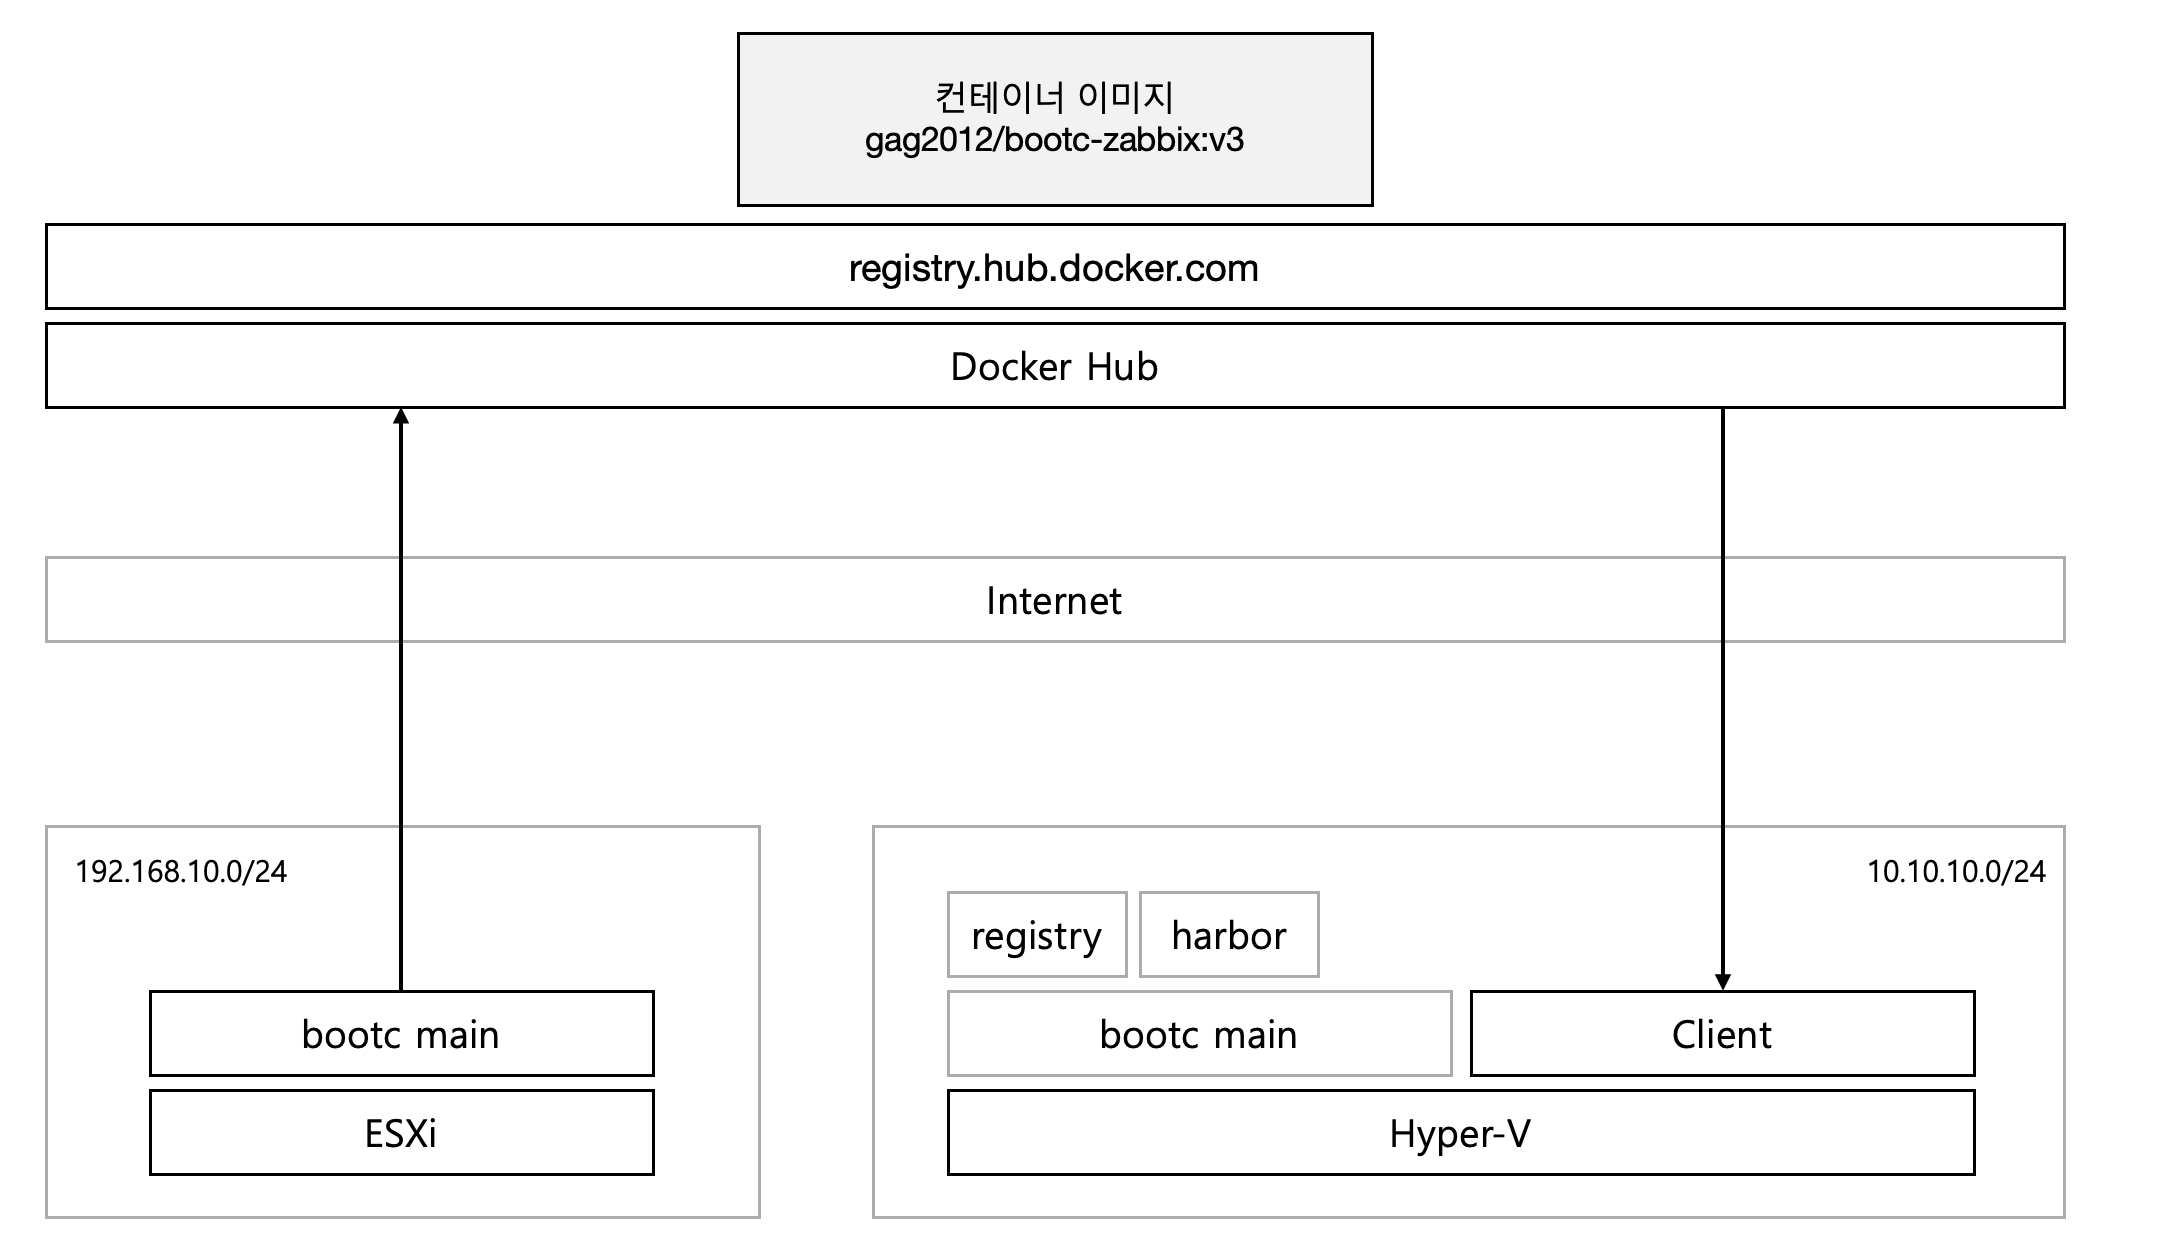 컨테이너 이미지
gag2012/bootc-zabbix:v3
registry.hub.docker.com
Docker Hub
Internet
192.168.10.0/24
bootc main
ESXi
10.10.10.0/24
registry
harbor
bootc main
Client
Hyper-V